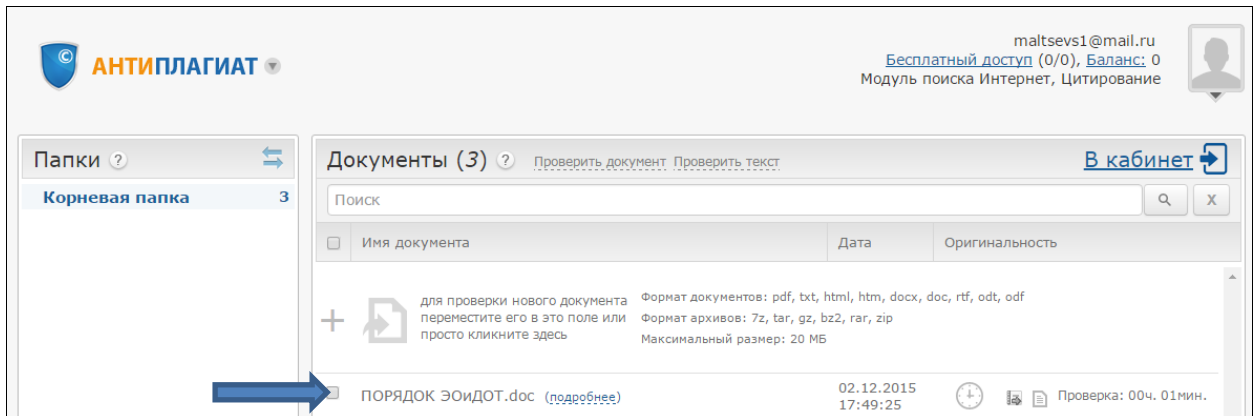 maltsevs1@mail.ru
АНТИПЛАГИАТ
Бесплатный доступ (0/0), Баланс: 0
Модуль поиска Интернет, Цитирование
Папки ?
Документы (3) ? Проверить документ Проверить текст
В кабинет
Корневая папка 3
Поиск
X
Имя документа
Дата
Оригинальность
для проверки нового документа
переместите его в это поле или
просто кликните здесь
Формат документов: pdf, txt, html, htm, docx, doc, rtf, odt, odf
Формат архивов: 7z, tar, gz, bz2, rar, zip
Максимальный размер: 20 МБ
ПОРЯДОК ЭОиДОТ.doc (подробнее)
02.12.2015
17:49:25
Проверка: 00ч. 01мин.